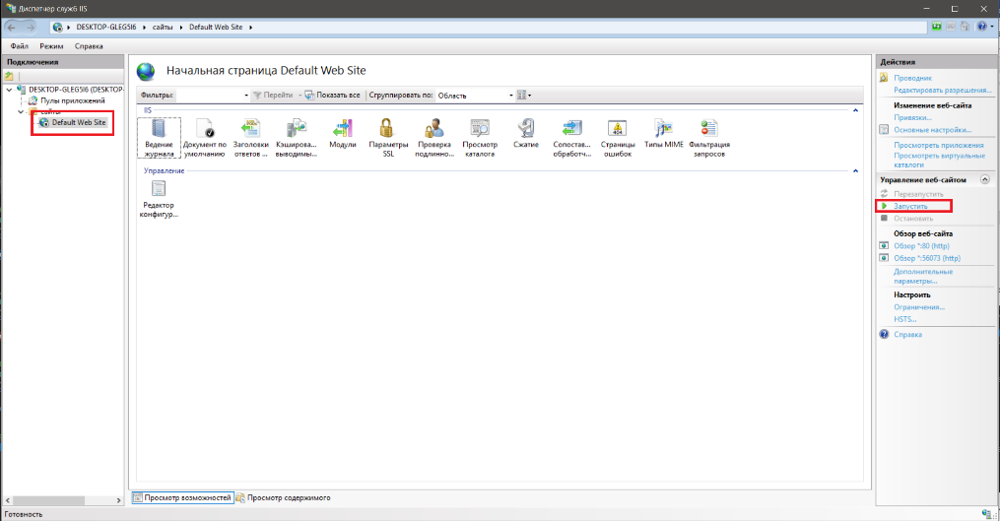 Диспетчер служб IIS
DESKTOP-GLEG5I6 ▸ сайты ▸ Default Web Site ▸
Файл Режим Справка
Подключения
DESKTOP-GLEG5I6 (DESKTOP-
Пулы приложений
сайты
Default Web Site
Начальная страница Default Web Site
Фильтры: Перейти Показать все Сгруппировать по: Область
IIS
Ведение журнала
Документ по умолчанию
Заголовки ответов ...
Кэширова... выводимы...
Модули
Параметры SSL
Проверка подлинно...
Просмотр каталога
Сжатие
Сопостав... обработч...
Страницы ошибок
404
Типы MIME
Фильтрация запросов
Управление
Редактор конфигур...
Просмотр возможностей Просмотр содержимого
Действия
Проводник
Редактировать разрешения...
Изменение веб-сайта
Привязки...
Основные настройки...
Просмотреть приложения
Просмотреть виртуальные
каталоги
Управление веб-сайтом
Перезапустить
Запустить
Остановить
Обзор веб-сайта
Обзор *:80 (http)
Обзор *:56073 (http)
Дополнительные
параметры...
Настроить
Ограничения...
HSTS...
Справка
Готовность